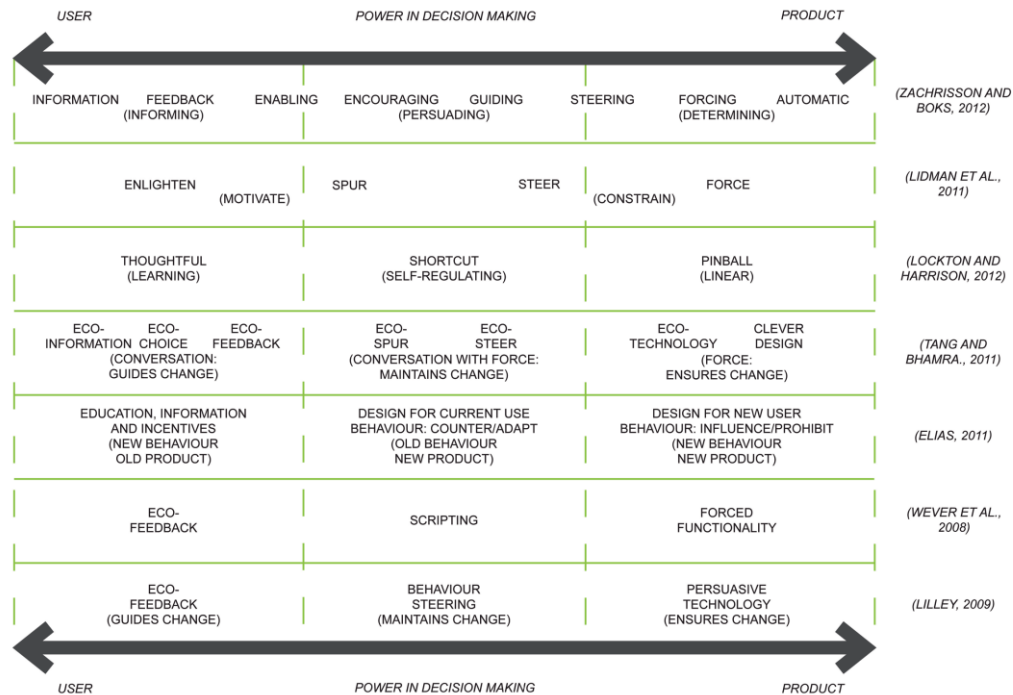 USER POWER IN DECISION MAKING PRODUCT
INFORMATION FEEDBACK ENABLING ENCOURAGING GUIDING STEERING FORCING AUTOMATIC
(INFORMING) (PERSUADING) (DETERMINING)
(ZACHRISSON AND
BOKS, 2012)
ENLIGHTEN SPUR STEER FORCE
(MOTIVATE) (CONSTRAIN)
(LIDMAN ET AL.,
2011)
THOUGHTFUL
(LEARNING)
SHORTCUT
(SELF-REGULATING)
PINBALL
(LINEAR)
(LOCKTON AND
HARRISON, 2012)
ECO- ECO- ECO-
INFORMATION CHOICE FEEDBACK
(CONVERSATION:
GUIDES CHANGE)
ECO- ECO-
SPUR STEER
(CONVERSATION WITH FORCE:
MAINTAINS CHANGE)
ECO- CLEVER
TECHNOLOGY DESIGN
(FORCE:
ENSURES CHANGE)
(TANG AND
BHAMRA., 2011)
EDUCATION, INFORMATION
AND INCENTIVES
(NEW BEHAVIOUR
OLD PRODUCT)
DESIGN FOR CURRENT USE
BEHAVIOUR: COUNTER/ADAPT
(OLD BEHAVIOUR
NEW PRODUCT)
DESIGN FOR NEW USER
BEHAVIOUR: INFLUENCE/PROHIBIT
(NEW BEHAVIOUR
NEW PRODUCT)
(ELIAS, 2011)
ECO-
FEEDBACK
SCRIPTING
FORCED
FUNCTIONALITY
(WEVER ET AL.,
2008)
ECO-
FEEDBACK
(GUIDES CHANGE)
BEHAVIOUR
STEERING
(MAINTAINS CHANGE)
PERSUASIVE
TECHNOLOGY
(ENSURES CHANGE)
(LILLEY, 2009)
USER POWER IN DECISION MAKING PRODUCT